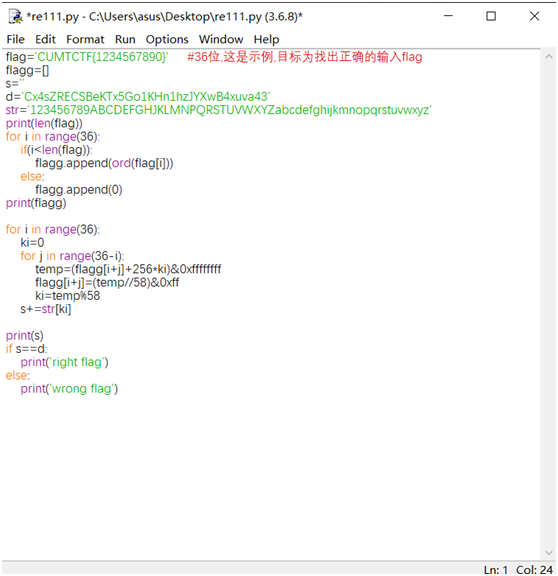 *re111.py - C:\Users\asus\Desktop\re111.py (3.6.8)*
File Edit Format Run Options Window Help
flag='CUMTCTF{1234567890}' #36位,这是示例,目标为找出正确的输入flag
flagg=[]
s=''
d='Cx4sZRECSBeKTx5Go1KHn1hzJYXwB4xuva43'
str='123456789ABCDEFGHJKLMNPQRSTUVWXYZabcdefghijkmnopqrstuvwxyz'
print(len(flag))
for i in range(36):
    if(i<len(flag)):
        flagg.append(ord(flag[i]))
    else:
        flagg.append(0)
print(flagg)
for i in range(36):
    ki=0
    for j in range(36-i):
        temp=(flagg[i+j]+256*ki)&0xffffffff
        flagg[i+j]=(temp//58)&0xff
        ki=temp%58
    s+=str[ki]
print(s)
if s==d:
    print('right flag')
else:
    print('wrong flag')
Ln: 1 Col: 24